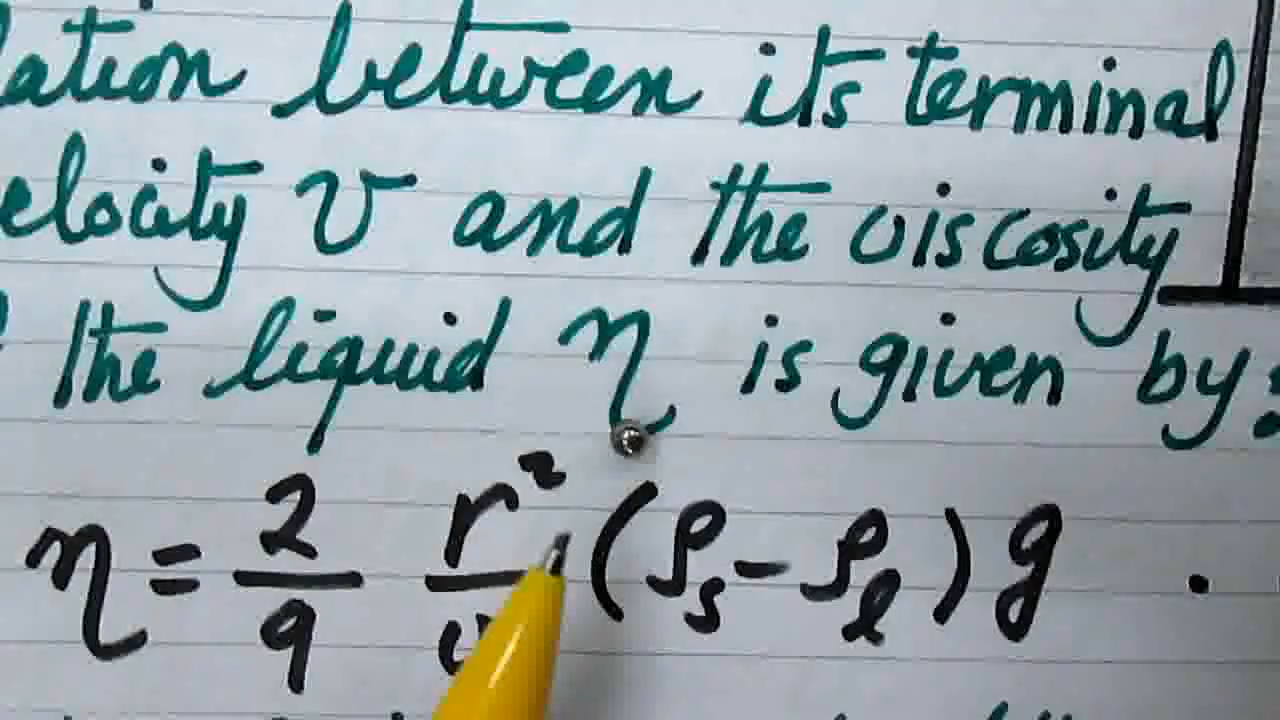 lation between its terminal
elocity v and the viscosity
the liquid η is given by:
η = 2/9 r²/v (ρs - ρl) g .